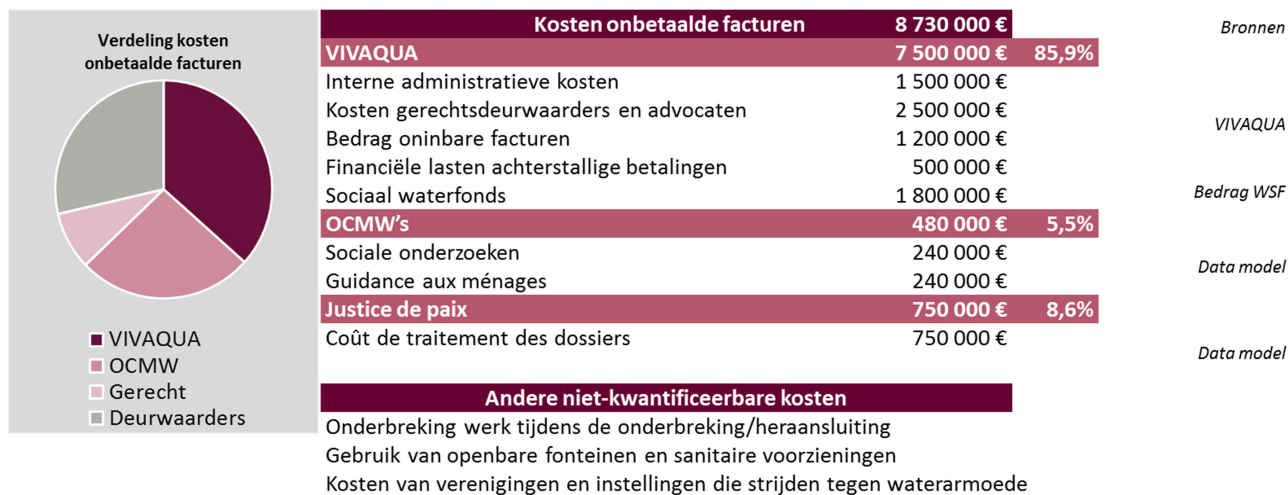 Verdeling kosten
onbetaalde facturen
VIVAQUA
OCMW
Gerecht
Deurwaarders
Kosten onbetaalde facturen 8 730 000 €
VIVAQUA 7 500 000 € 85,9%
Interne administratieve kosten 1 500 000 €
Kosten gerechtsdeurwaarders en advocaten 2 500 000 €
Bedrag oninbare facturen 1 200 000 €
Financiële lasten achterstallige betalingen 500 000 €
Sociaal waterfonds 1 800 000 €
OCMW's 480 000 € 5,5%
Sociale onderzoeken 240 000 €
Guidance aux ménages 240 000 €
Justice de paix 750 000 € 8,6%
Coût de traitement des dossiers 750 000 €
Andere niet-kwantificeerbare kosten
Onderbreking werk tijdens de onderbreking/heraansluiting
Gebruik van openbare fonteinen en sanitaire voorzieningen
Kosten van verenigingen en instellingen die strijden tegen waterarmoede
Bronnen
VIVAQUA
Bedrag WSF
Data model
Data model